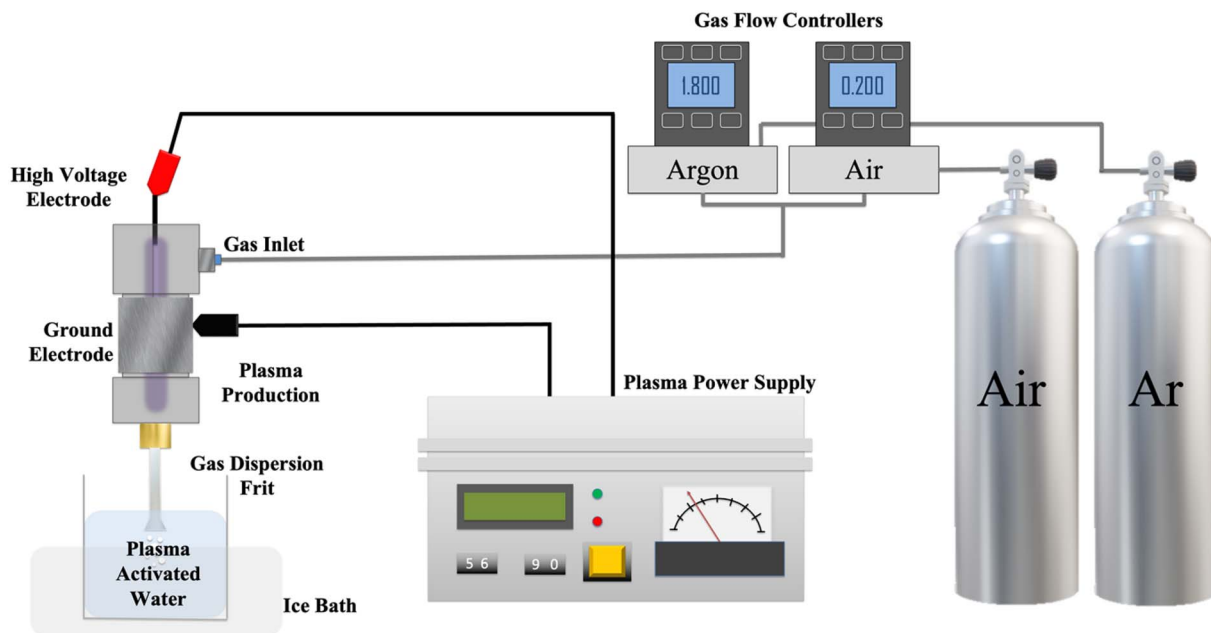 Gas Flow Controllers
1.800
0.200
Argon
Air
High Voltage
Electrode
Gas Inlet
Ground
Electrode
Plasma
Production
Plasma Power Supply
Air
Ar
Gas Dispersion
Frit
5 6
9 0
Plasma
Activated
Water
Ice Bath